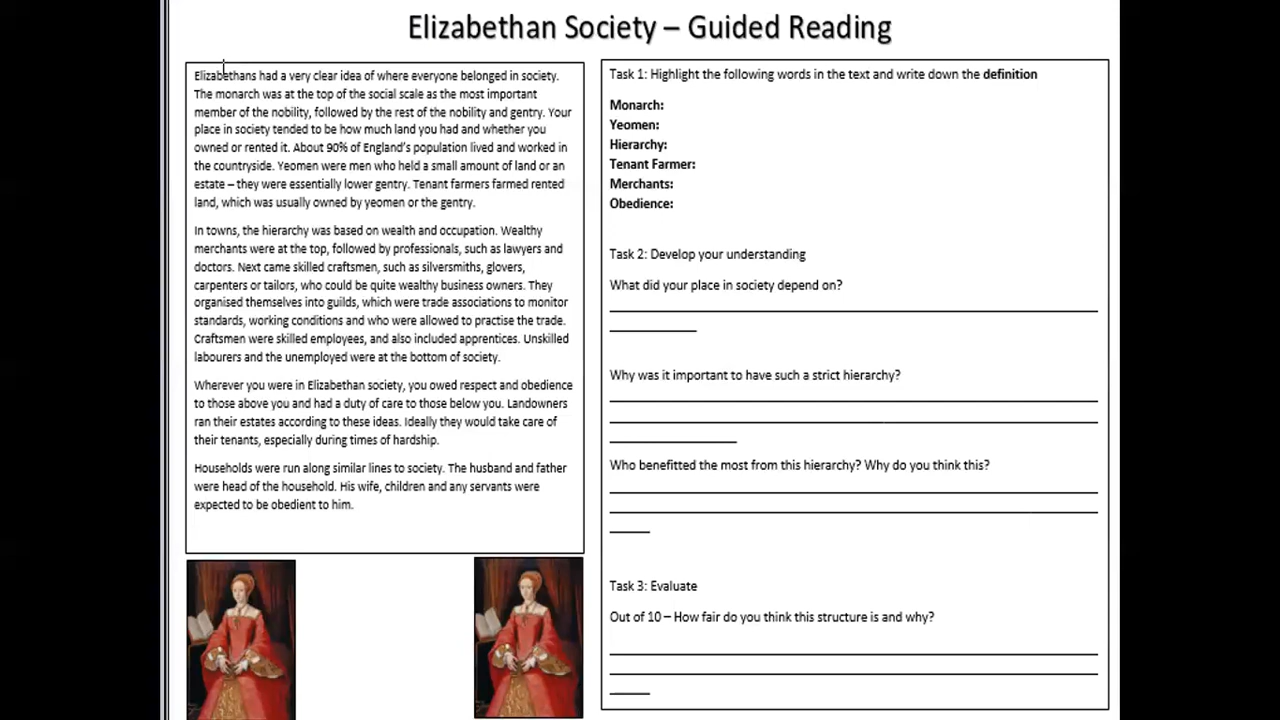 Elizabethan Society – Guided Reading
Elizabethans had a very clear idea of where everyone belonged in society.
The monarch was at the top of the social scale as the most important
member of the nobility, followed by the rest of the nobility and gentry. Your
place in society tended to be how much land you had and whether you
owned or rented it. About 90% of England's population lived and worked in
the countryside. Yeomen were men who held a small amount of land or an
estate – they were essentially lower gentry. Tenant farmers farmed rented
land, which was usually owned by yeomen or the gentry.
In towns, the hierarchy was based on wealth and occupation. Wealthy
merchants were at the top, followed by professionals, such as lawyers and
doctors. Next came skilled craftsmen, such as silversmiths, glovers,
carpenters or tailors, who could be quite wealthy business owners. They
organised themselves into guilds, which were trade associations to monitor
standards, working conditions and who were allowed to practise the trade.
Craftsmen were skilled employees, and also included apprentices. Unskilled
labourers and the unemployed were at the bottom of society.
Wherever you were in Elizabethan society, you owed respect and obedience
to those above you and had a duty of care to those below you. Landowners
ran their estates according to these ideas. Ideally they would take care of
their tenants, especially during times of hardship.
Households were run along similar lines to society. The husband and father
were head of the household. His wife, children and any servants were
expected to be obedient to him.
Task 1: Highlight the following words in the text and write down the definition
Monarch:
Yeomen:
Hierarchy:
Tenant Farmer:
Merchants:
Obedience:
Task 2: Develop your understanding
What did your place in society depend on?
Why was it important to have such a strict hierarchy?
Who benefitted the most from this hierarchy? Why do you think this?
Task 3: Evaluate
Out of 10 – How fair do you think this structure is and why?